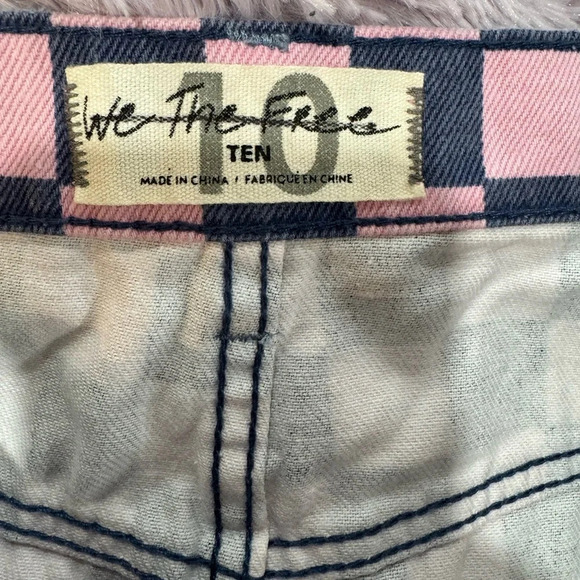 10
We The Free
TEN
MADE IN CHINA / FABRIQUÉ EN CHINE